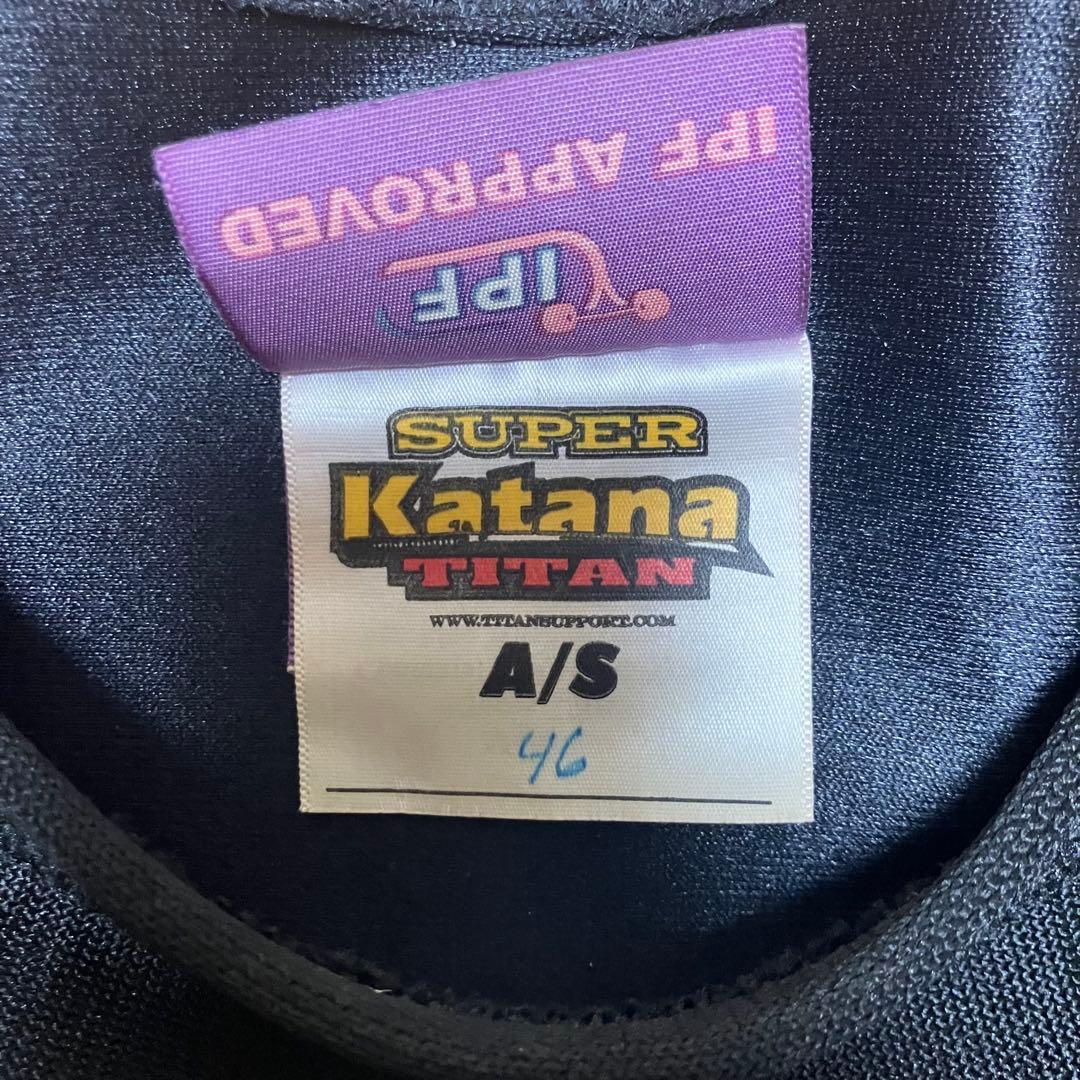 IPF APPROVED
IPF
SUPER
Katana
TITAN
WWW.TITANSUPPORT.COM
A/S
46